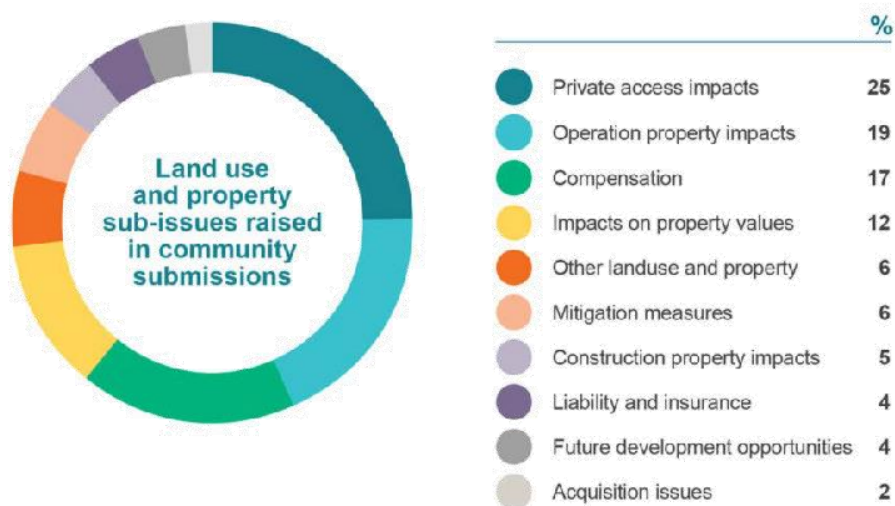 Land use
and property
sub-issues raised
in community
submissions
%
Private access impacts 25
Operation property impacts 19
Compensation 17
Impacts on property values 12
Other landuse and property 6
Mitigation measures 6
Construction property impacts 5
Liability and insurance 4
Future development opportunities 4
Acquisition issues 2